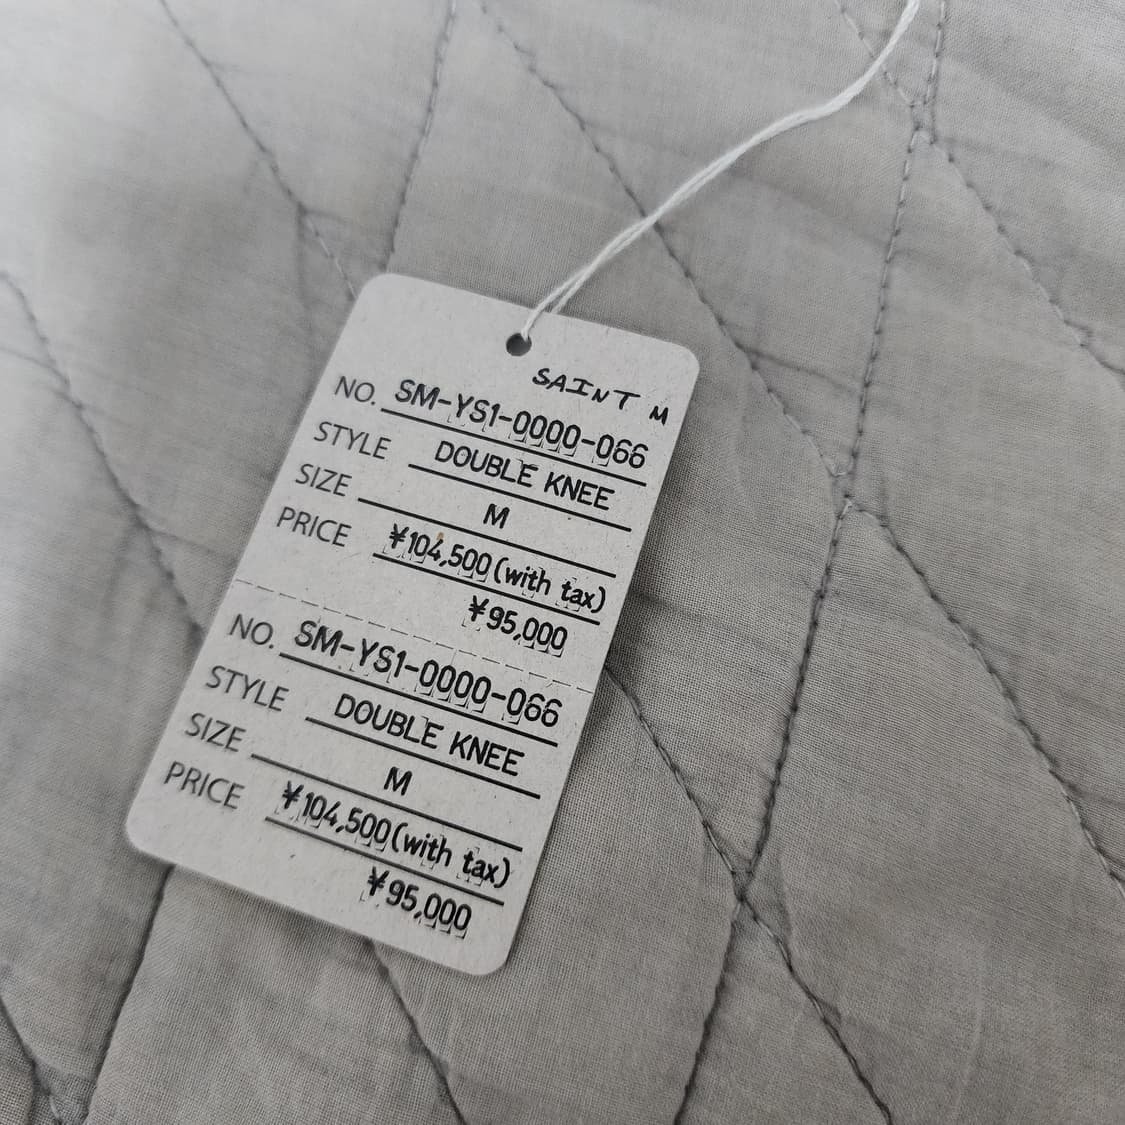 SAINT M
NO. SM-YS1-0000-066
STYLE DOUBLE KNEE
SIZE M
PRICE ¥104,500(with tax)
¥95,000
NO. SM-YS1-0000-066
STYLE DOUBLE KNEE
SIZE M
PRICE ¥104,500(with tax)
¥95,000